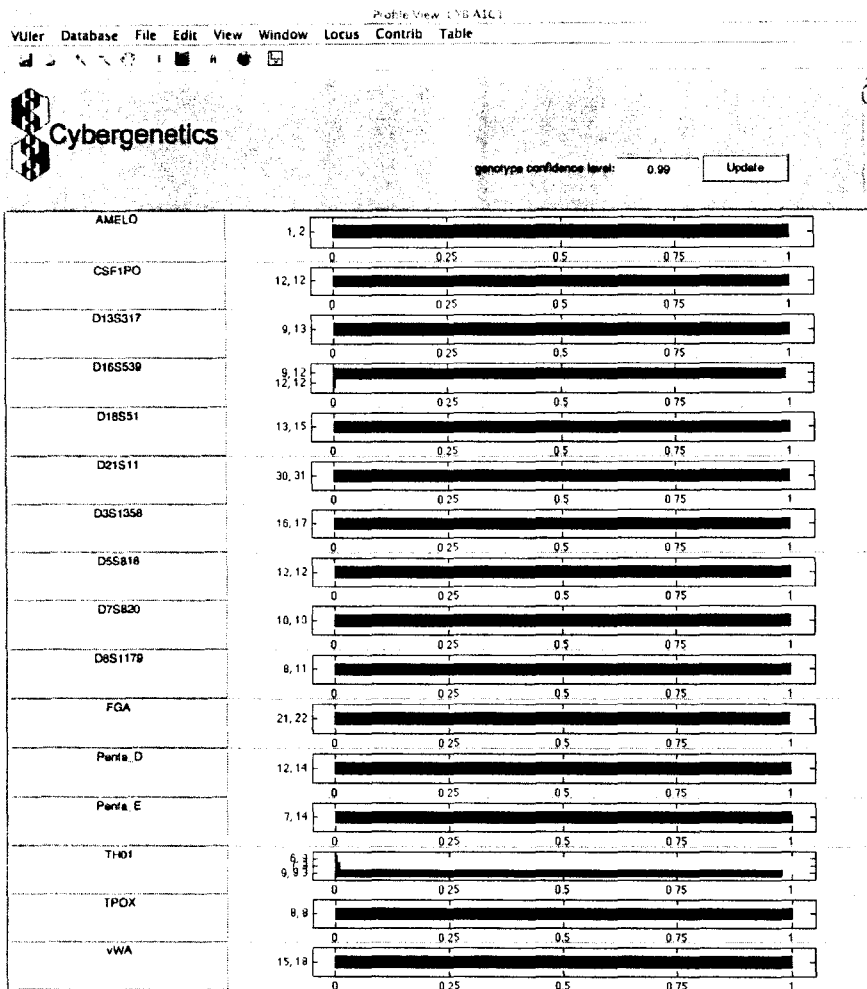 Profile View
VUler Database File Edit View Window Locus Contrib Table
Cybergenetics
genotype confidence level: 0.99 Update
AMELO 1, 2
0 0.25 0.5 0.75 1
CSF1PO 12, 12
0 0.25 0.5 0.75 1
D13S317 9, 13
0 0.25 0.5 0.75 1
D16S539 9, 12
12, 12
0 0.25 0.5 0.75 1
D18S51 13, 15
0 0.25 0.5 0.75 1
D21S11 30, 31
0 0.25 0.5 0.75 1
D3S1358 16, 17
0 0.25 0.5 0.75 1
D5S818 12, 12
0 0.25 0.5 0.75 1
D7S820 10, 10
0 0.25 0.5 0.75 1
D8S1179 8, 11
0 0.25 0.5 0.75 1
FGA 21, 22
0 0.25 0.5 0.75 1
Penta_D 12, 14
0 0.25 0.5 0.75 1
Penta_E 7, 14
0 0.25 0.5 0.75 1
TH01
9, 9.3
0 0.25 0.5 0.75 1
TPOX 8, 8
0 0.25 0.5 0.75 1
vWA 15, 18
0 0.25 0.5 0.75 1